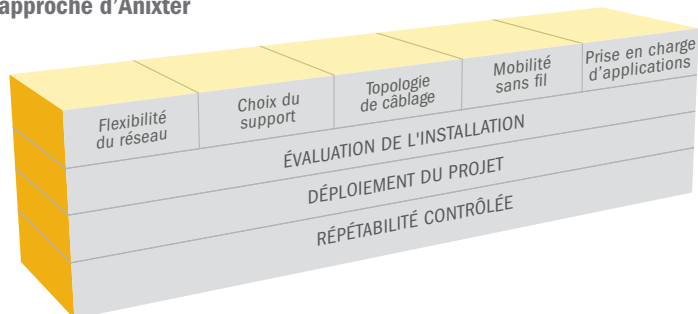 approche d'Anixter
Flexibilité
du réseau
Choix du
support
Topologie
de câblage
Mobilité
sans fil
Prise en charge
d'applications
ÉVALUATION DE L'INSTALLATION
DÉPLOIEMENT DU PROJET
RÉPÉTABILITÉ CONTRÔLÉE